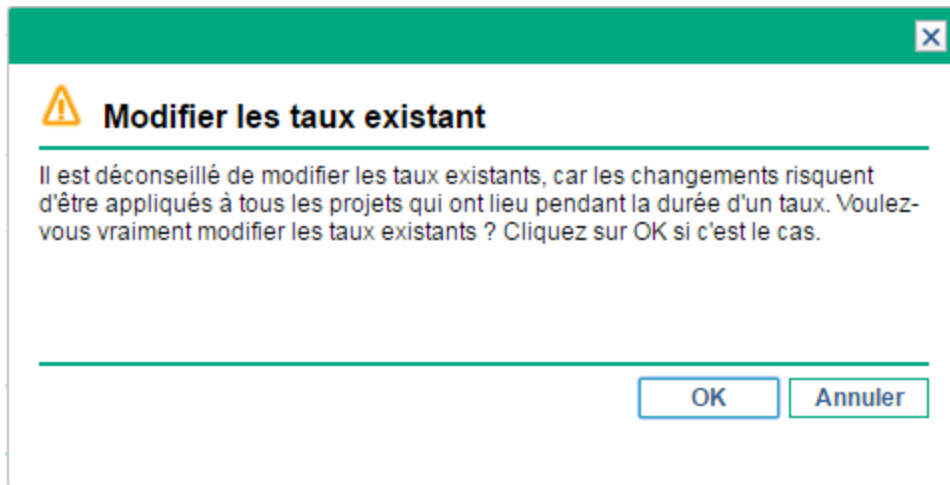 Modifier les taux existant
Il est déconseillé de modifier les taux existants, car les changements risquent
d'être appliqués à tous les projets qui ont lieu pendant la durée d'un taux. Voulez-
vous vraiment modifier les taux existants ? Cliquez sur OK si c'est le cas.
OK
Annuler